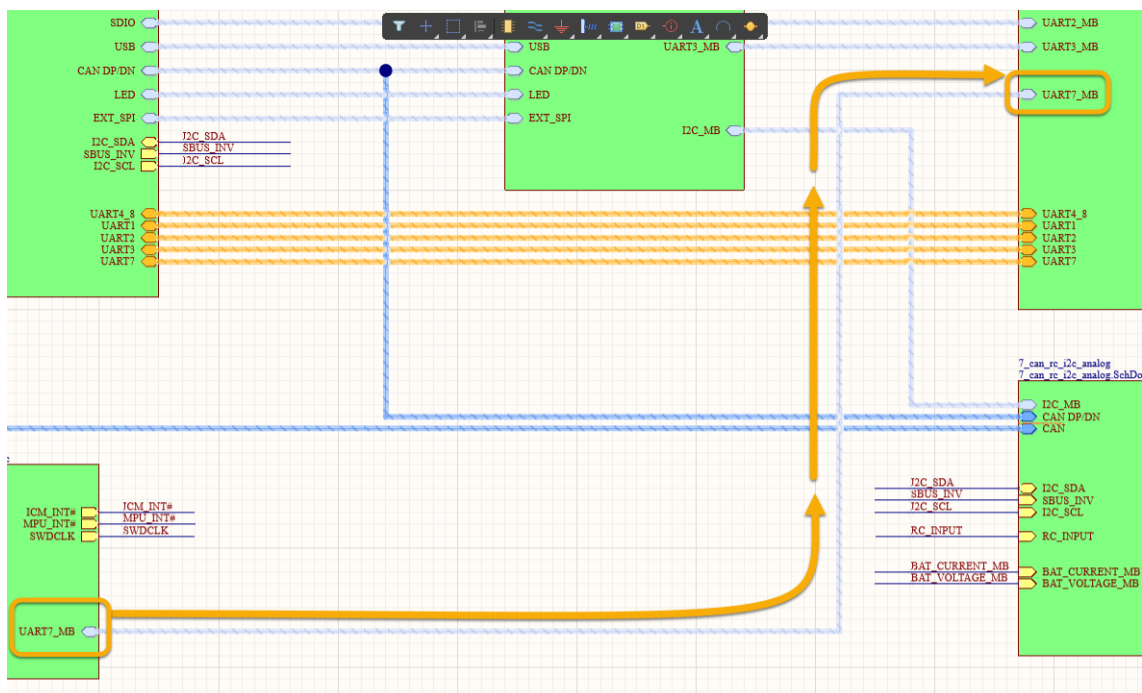 SDIO
USB
CAN DP/DN
LED
EXT_SPI
I2C_SDA
SBUS_INV
I2C_SCL
I2C_SDA
SBUS_INV
I2C_SCL
UART4_8
UART1
UART2
UART3
UART7
USB
CAN DP/DN
LED
EXT_SPI
UART3_MB
I2C_MB
UART2_MB
UART3_MB
UART7_MB
UART4_8
UART1
UART2
UART3
UART7
7_can_rc_i2c_analog
7_can_rc_i2c_analog.SchDo
I2C_MB
CAN DP/DN
CAN
I2C_SDA
SBUS_INV
I2C_SCL
RC_INPUT
BAT_CURRENT_MB
BAT_VOLTAGE_MB
I2C_SDA
SBUS_INV
I2C_SCL
RC_INPUT
BAT_CURRENT_MB
BAT_VOLTAGE_MB
ICM_INT#
MPU_INT#
SWDCLK
ICM_INT#
MPU_INT#
SWDCLK
UART7_MB